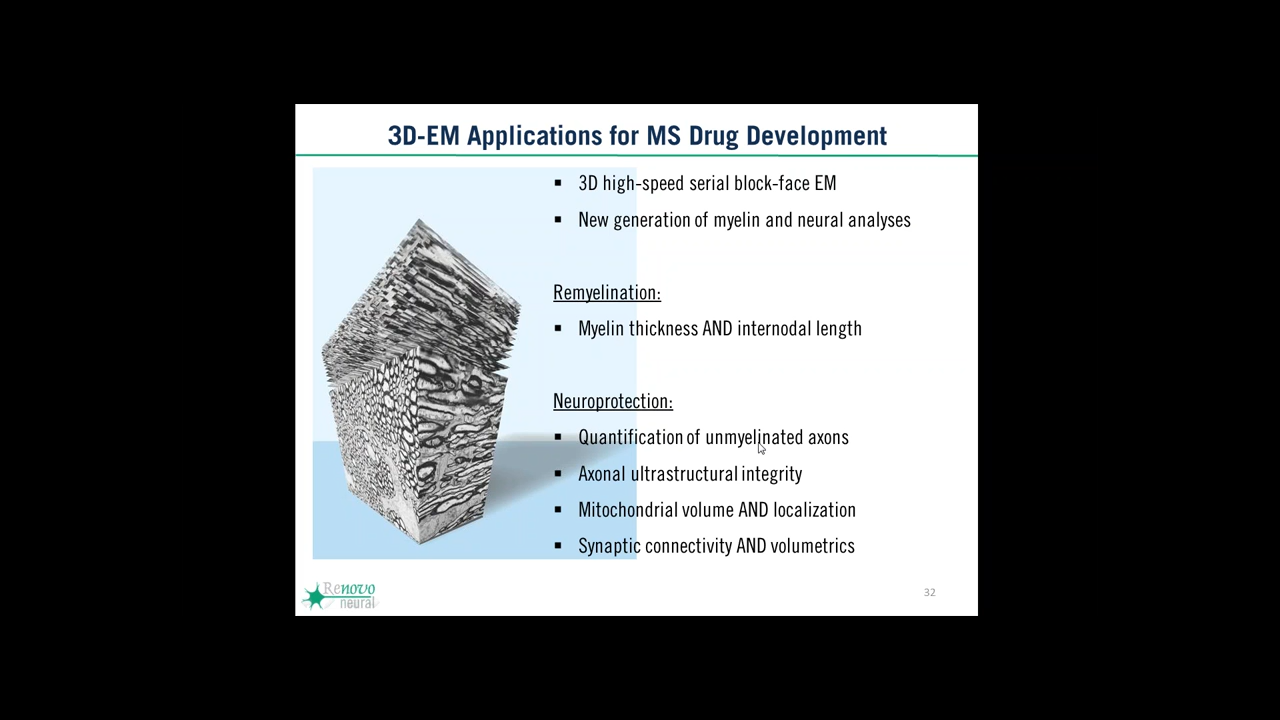 3D-EM Applications for MS Drug Development
▪ 3D high-speed serial block-face EM
▪ New generation of myelin and neural analyses
Remyelination:
▪ Myelin thickness AND internodal length
Neuroprotection:
▪ Quantification of unmyelinated axons
▪ Axonal ultrastructural integrity
▪ Mitochondrial volume AND localization
▪ Synaptic connectivity AND volumetrics
Renovo
neural
32